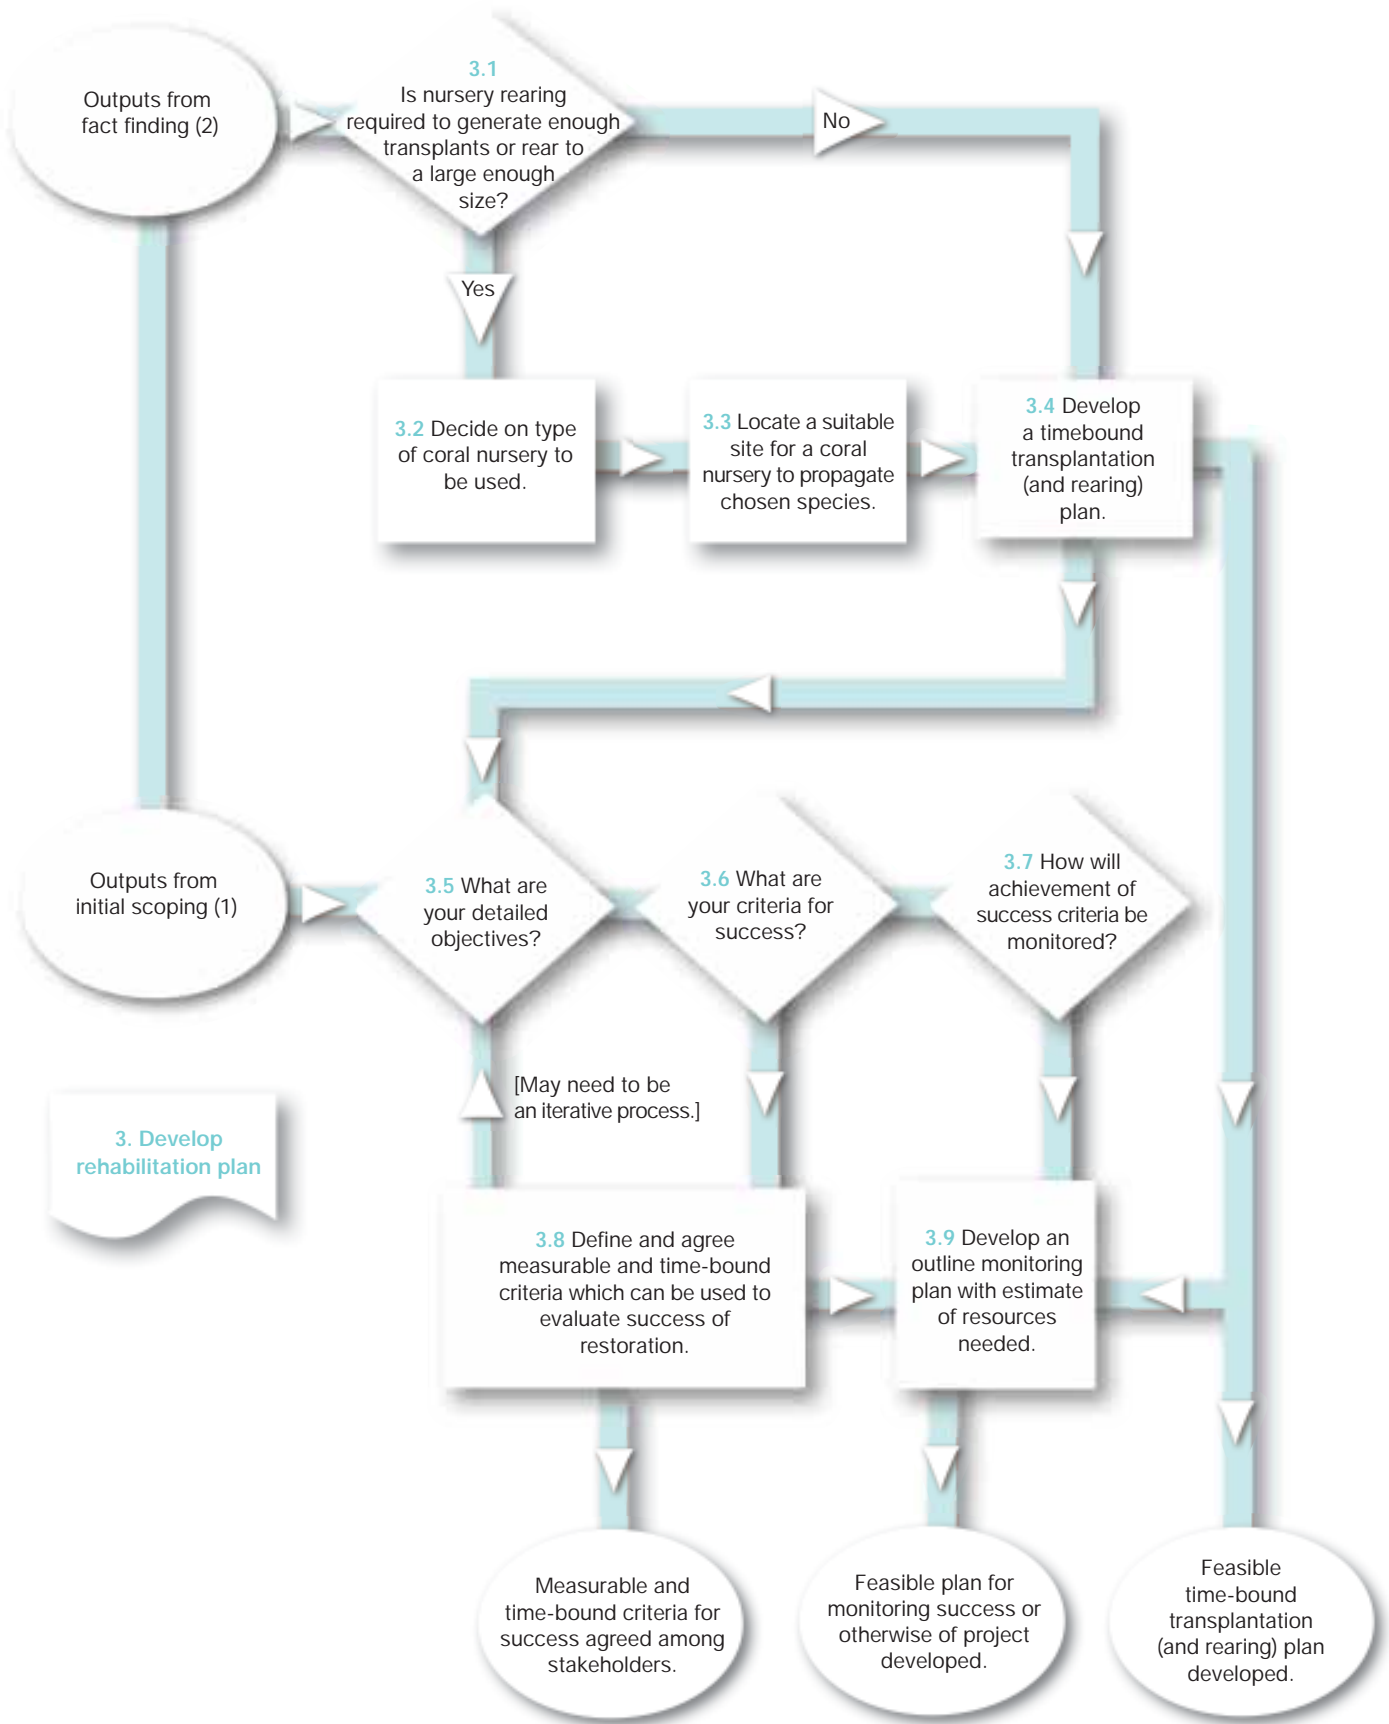 Outputs from
fact finding (2)
3.1
Is nursery rearing
required to generate enough
transplants or rear to
a large enough
size?
No
Yes
3.2 Decide on type
of coral nursery to
be used.
3.3 Locate a suitable
site for a coral
nursery to propagate
chosen species.
3.4 Develop
a timebound
transplantation
(and rearing)
plan.
Outputs from
initial scoping (1)
3.5 What are
your detailed
objectives?
3.6 What are
your criteria for
success?
3.7 How will
achievement of
success criteria be
monitored?
[May need to be
an iterative process.]
3. Develop
rehabilitation plan
3.8 Define and agree
measurable and time-bound
criteria which can be used to
evaluate success of
restoration.
3.9 Develop an
outline monitoring
plan with estimate
of resources
needed.
Measurable and
time-bound criteria for
success agreed among
stakeholders.
Feasible plan for
monitoring success or
otherwise of project
developed.
Feasible
time-bound
transplantation
(and rearing) plan
developed.